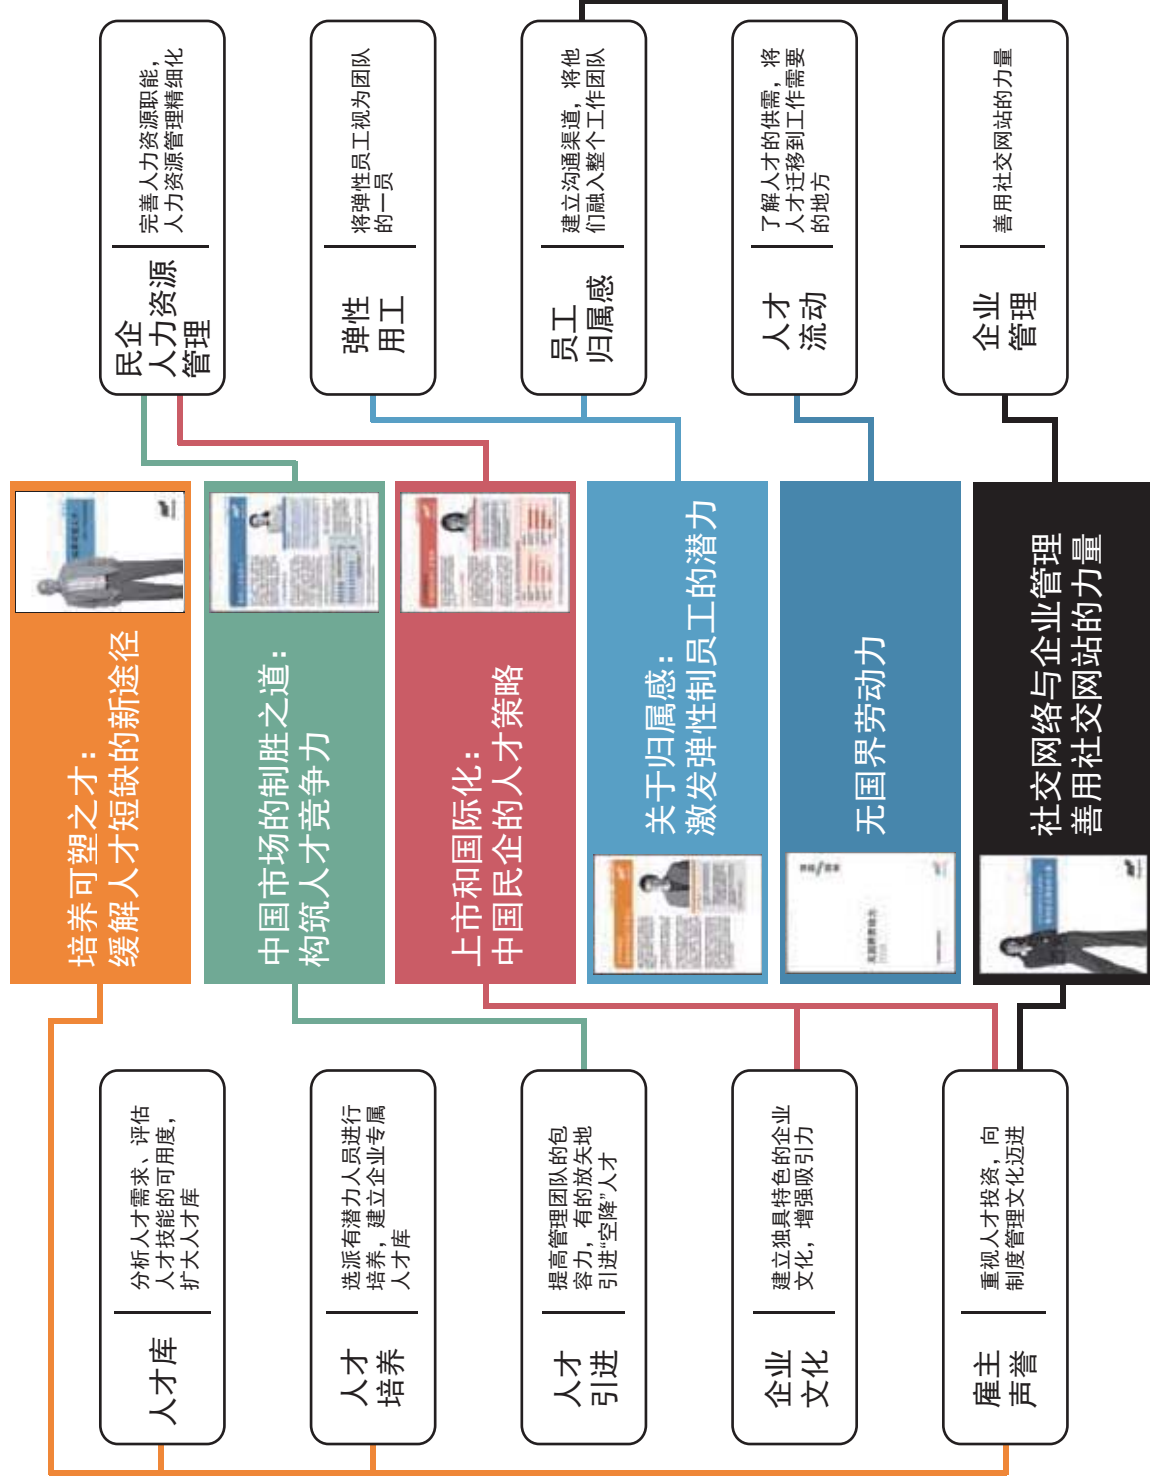 人才库
分析人才需求、评估
人才技能的可用度，
扩大人才库
人才
培养
选派有潜力人员进行
培养，建立企业专属
人才库
人才
引进
提高管理团队的包
容力，有的放矢地
引进“空降”人才
企业
文化
建立独具特色的企业
文化，增强吸引力
雇主
声誉
重视人才投资，向
制度管理文化迈进
培养可塑之才：
缓解人才短缺的新途径
中国市场的制胜之道：
构筑人才竞争力
上市和国际化：
中国民企的人才策略
关于归属感：
激发弹性制员工的潜力
无国界劳动力
社交网络与企业管理
善用社交网站的力量
民企
人力资源
管理
完善人力资源职能，
人力资源管理精细化
弹性
用工
将弹性员工视为团队
的一员
员工
归属感
建立沟通渠道，将他
们融入整个工作团队
人才
流动
了解人才的供需，将
人才迁移到工作需要
的地方
企业
管理
善用社交网站的力量